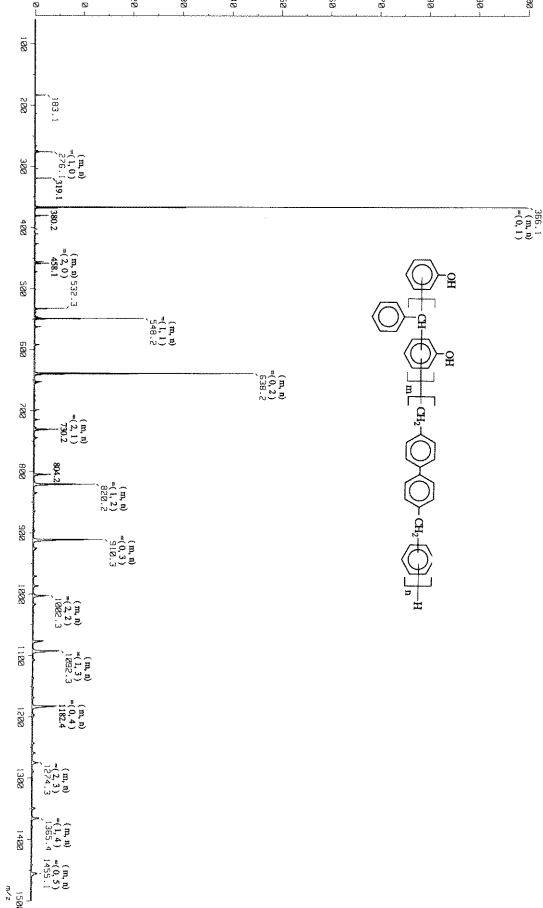 366.1
(m, n)
=(0, 1)
OH
CH
OH
m
CH₂
CH₂
n
H
183.1
(m, n)
=(1, 0)
276.1
319.1
380.2
(m, n)
=(2, 0)
458.1
532.3
(m, n)
=(1, 1)
548.2
(m, n)
=(0, 2)
638.2
(m, n)
=(2, 1)
730.2
804.2
(m, n)
=(1, 2)
820.2
(m, n)
=(0, 3)
910.3
(m, n)
=(2, 2)
1002.3
(m, n)
=(1, 3)
1092.3
(m, n)
=(0, 4)
1182.4
(m, n)
=(2, 3)
1274.3
(m, n)
=(1, 4)
1365.4
(m, n)
=(0, 5)
1455.1
100 200 300 400 500 600 700 800 900 1000 1100 1200 1300 1400
m/z